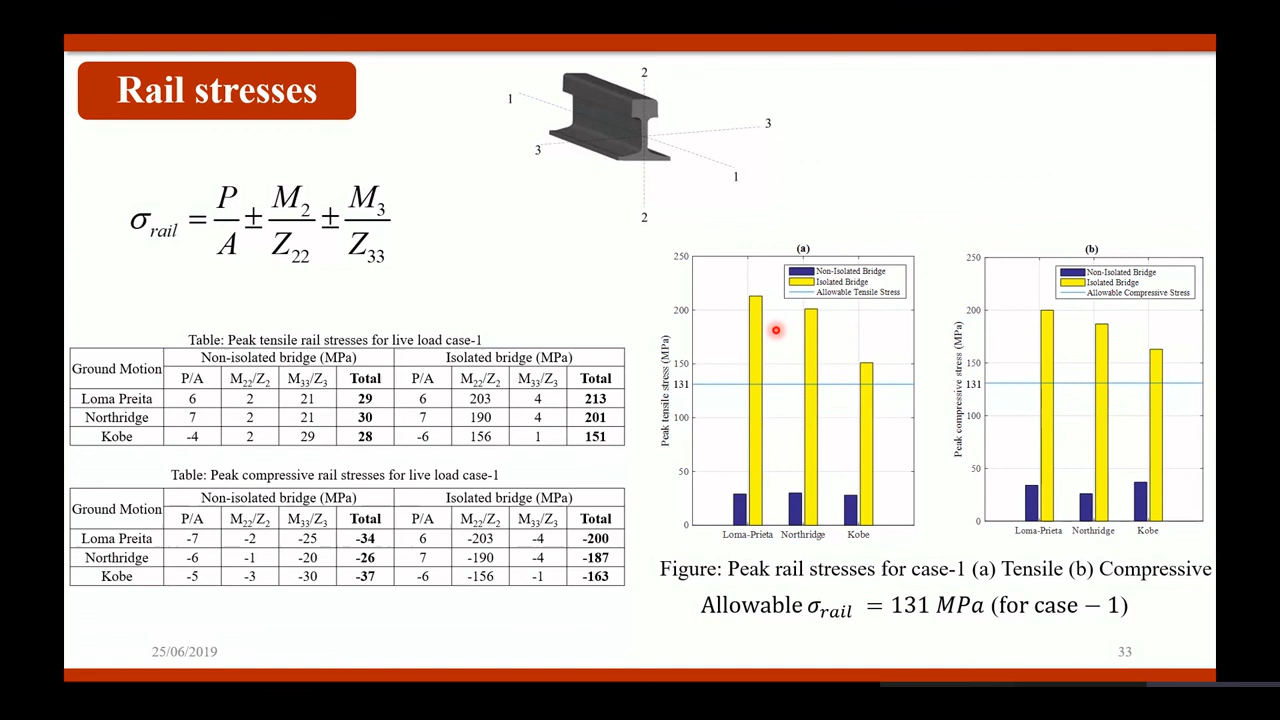 Rail stresses
2
1
3
3
1
2
σ_rail = P/A ± M_2/Z_22 ± M_3/Z_33
Table: Peak tensile rail stresses for live load case-1
Ground Motion Non-isolated bridge (MPa) Isolated bridge (MPa)
P/A M22/Z2 M33/Z3 Total P/A M22/Z2 M33/Z3 Total
Loma Preita 6 2 21 29 6 203 4 213
Northridge 7 2 21 30 7 190 4 201
Kobe -4 2 29 28 -6 156 1 151
Table: Peak compressive rail stresses for live load case-1
Ground Motion Non-isolated bridge (MPa) Isolated bridge (MPa)
P/A M22/Z2 M33/Z3 Total P/A M22/Z2 M33/Z3 Total
Loma Preita -7 -2 -25 -34 6 -203 -4 -200
Northridge -6 -1 -20 -26 7 -190 -4 -187
Kobe -5 -3 -30 -37 -6 -156 -1 -163
(a)
Non-Isolated Bridge
Isolated Bridge
Allowable Tensile Stress
Peak tensile stress (MPa)
250
200
150
131
100
50
0
Loma-Prieta Northridge Kobe
(b)
Non-Isolated Bridge
Isolated Bridge
Allowable Compressive Stress
Peak compressive stress (MPa)
250
200
150
131
100
50
0
Loma-Prieta Northridge Kobe
Figure: Peak rail stresses for case-1 (a) Tensile (b) Compressive
Allowable σ_rail = 131 MPa (for case − 1)
25/06/2019
33